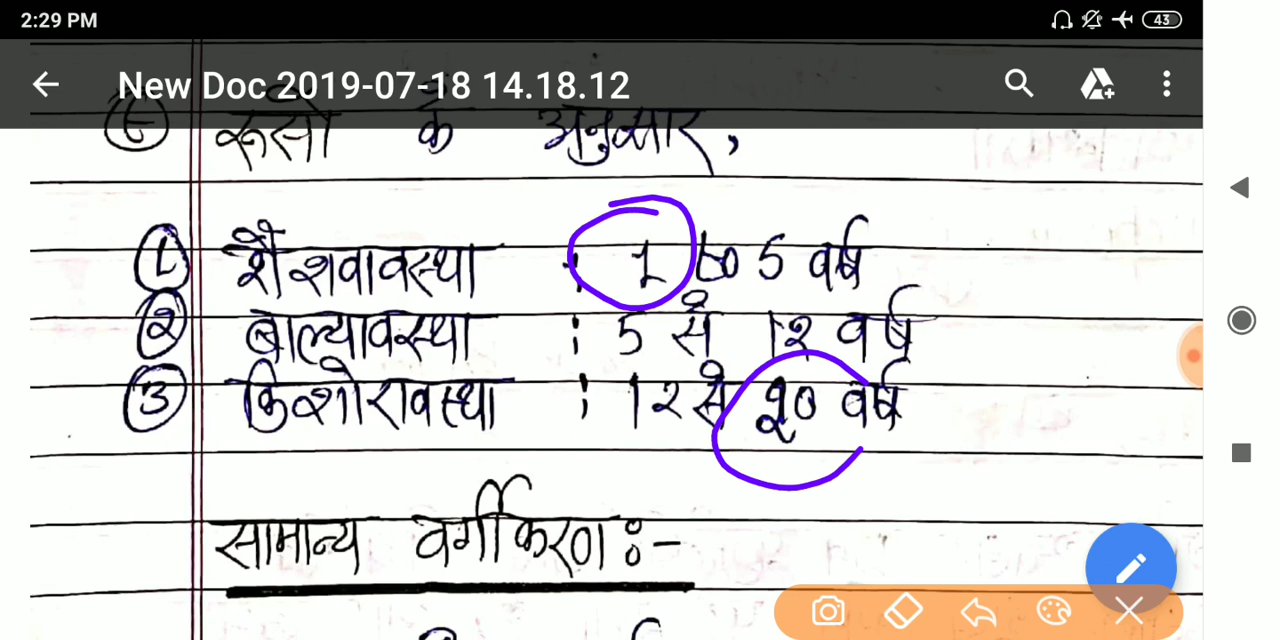 2:29 PM 43
New Doc 2019-07-18 14.18.12
रूसो के अनुसार,
① शैशवावस्था : 1 to 5 वर्ष
② बाल्यावस्था : 5 से 12 वर्ष
③ किशोरावस्था : 12 से 20 वर्ष
सामान्य वर्गीकरण :-